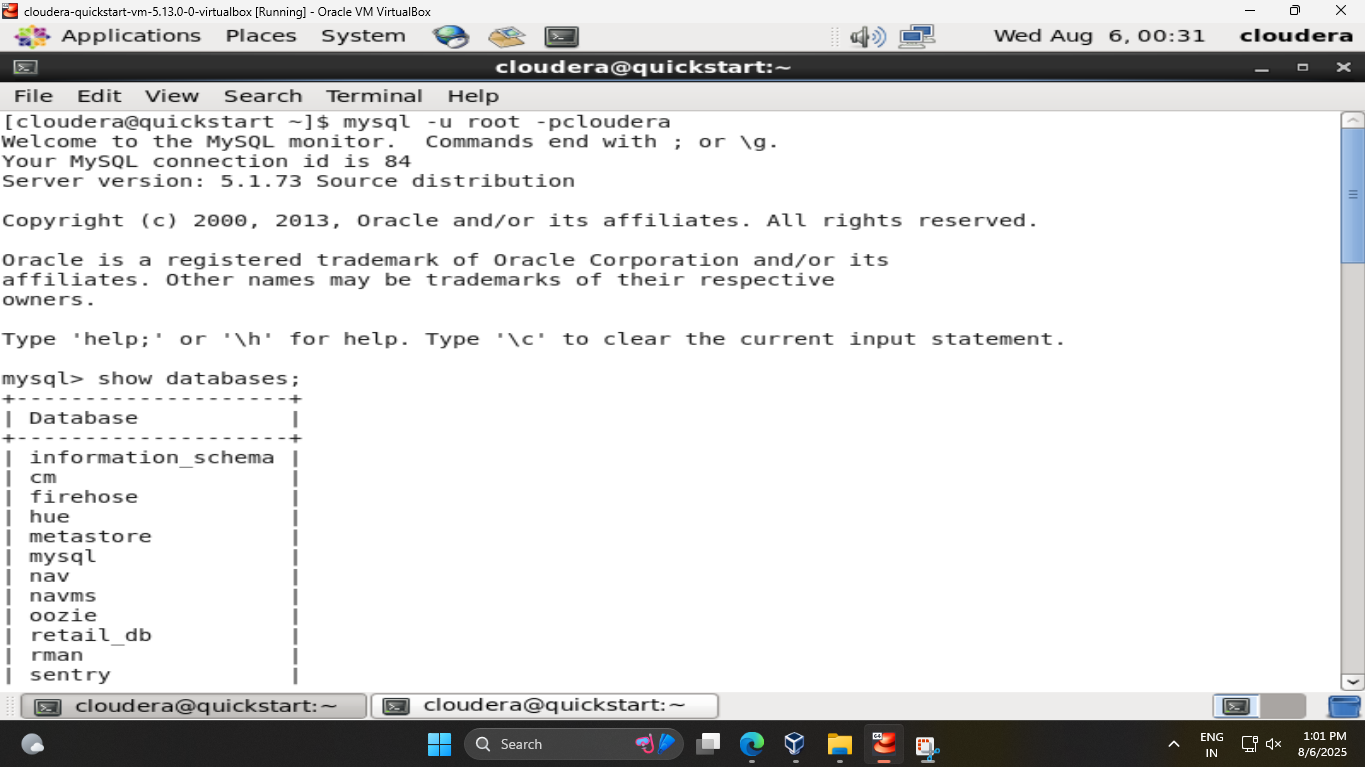 cloudera-quickstart-vm-5.13.0-0-virtualbox [Running] - Oracle VM VirtualBox
Applications Places System Wed Aug 6, 00:31 cloudera
cloudera@quickstart:~
File Edit View Search Terminal Help
[cloudera@quickstart ~]$ mysql -u root -pcloudera
Welcome to the MySQL monitor.  Commands end with ; or \g.
Your MySQL connection id is 84
Server version: 5.1.73 Source distribution
Copyright (c) 2000, 2013, Oracle and/or its affiliates. All rights reserved.
Oracle is a registered trademark of Oracle Corporation and/or its
affiliates. Other names may be trademarks of their respective
owners.
Type 'help;' or '\h' for help. Type '\c' to clear the current input statement.
mysql> show databases;
+--------------------+
| Database           |
+--------------------+
| information_schema |
| cm                 |
| firehose           |
| hue                |
| metastore          |
| mysql              |
| nav                |
| navms              |
| oozie              |
| retail_db          |
| rman               |
| sentry             |
cloudera@quickstart:~ cloudera@quickstart:~
Search ENG 1:01 PM
IN 8/6/2025